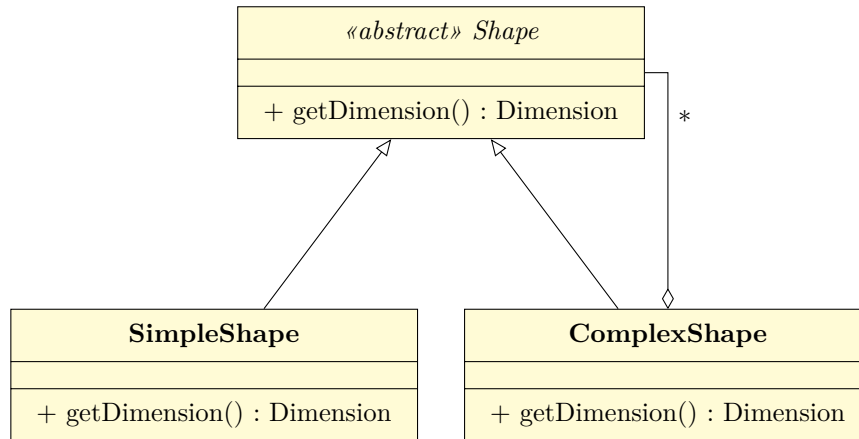 «abstract» Shape
+ getDimension() : Dimension
*
SimpleShape
+ getDimension() : Dimension
ComplexShape
+ getDimension() : Dimension